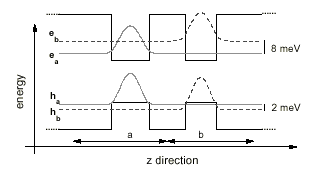 e_b
e_a
8 meV
energy
h_a
h_b
2 meV
a
b
z direction